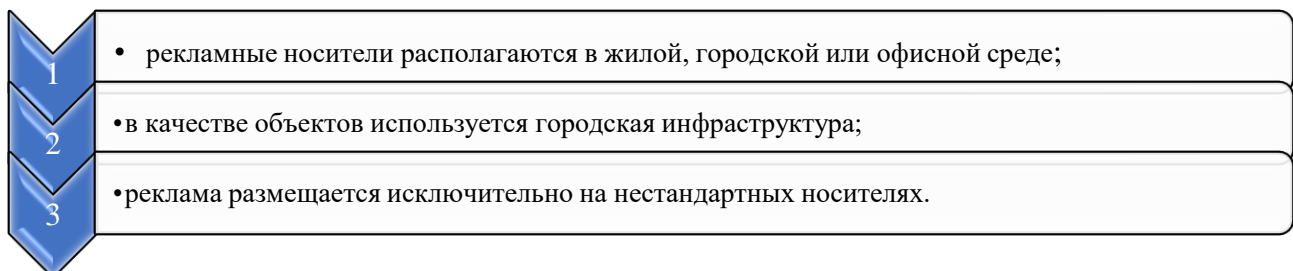 1
• рекламные носители располагаются в жилой, городской или офисной среде;
2
•в качестве объектов используется городская инфраструктура;
3
•реклама размещается исключительно на нестандартных носителях.